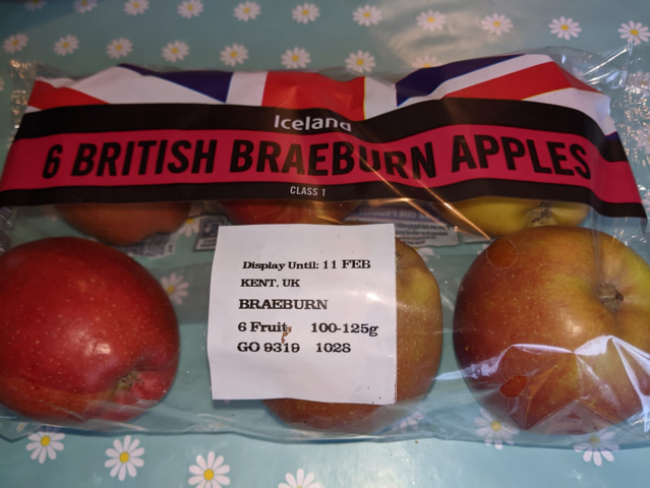 Iceland
6 BRITISH BRAEBURN APPLES
CLASS 1
Display Until: 11 FEB
KENT, UK
BRAEBURN
6 Fruit 100-125g
GO 9319 1028